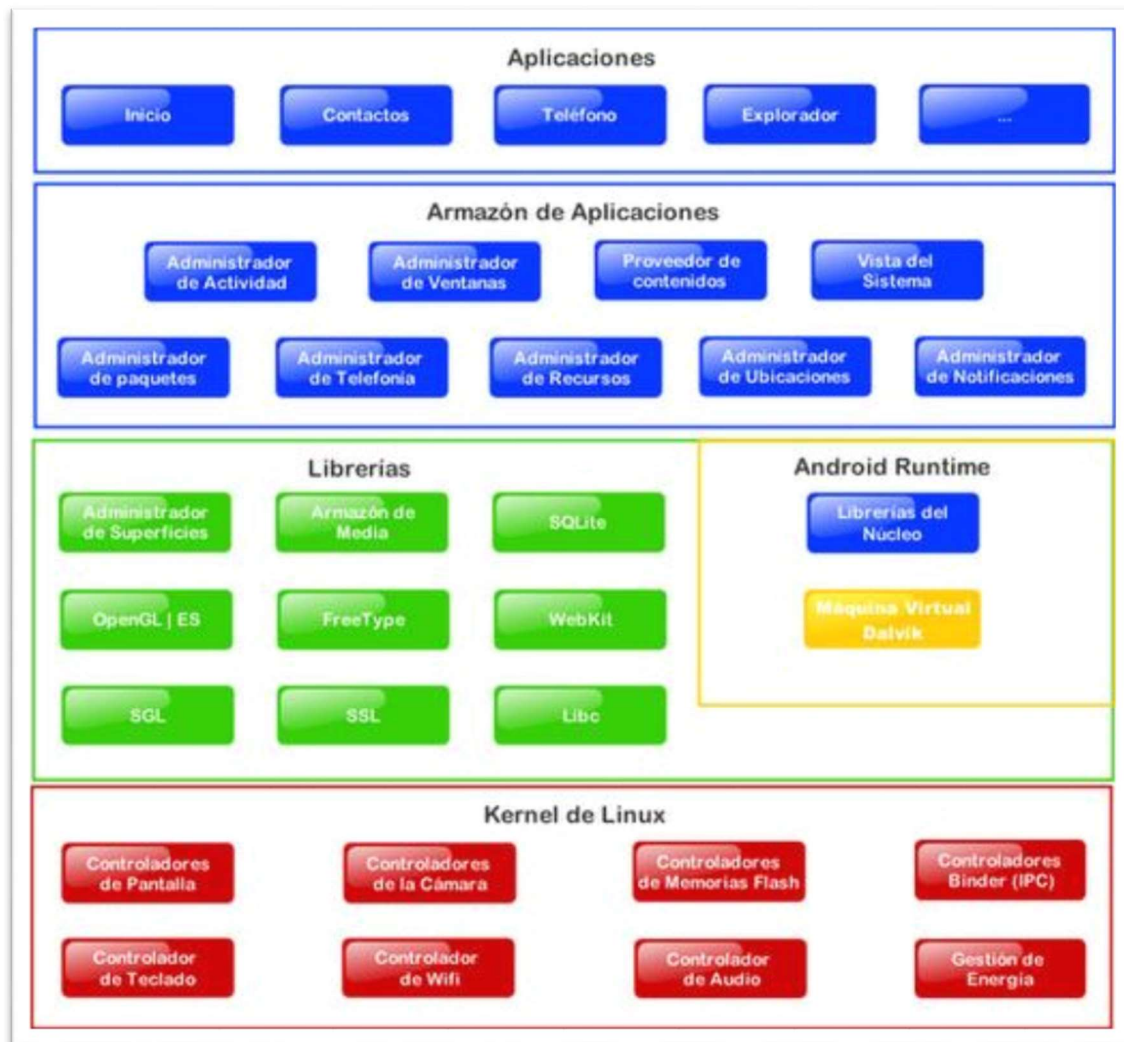 Aplicaciones
Inicio
Contactos
Teléfono
Explorador
...
Armazón de Aplicaciones
Administrador
de Actividad
Administrador
de Ventanas
Proveedor de
contenidos
Vista del
Sistema
Administrador
de paquetes
Administrador
de Telefonía
Administrador
de Recursos
Administrador
de Ubicaciones
Administrador
de Notificaciones
Librerías
Administrador
de Superficies
Armazón de
Media
SQLite
OpenGL | ES
FreeType
WebKit
SGL
SSL
Libc
Android Runtime
Librerías del
Núcleo
Máquina Virtual
Dalvik
Kernel de Linux
Controladores
de Pantalla
Controladores
de la Cámara
Controladores
de Memorias Flash
Controladores
Binder (IPC)
Controlador
de Teclado
Controlador
de Wifi
Controlador
de Audio
Gestión de
Energía